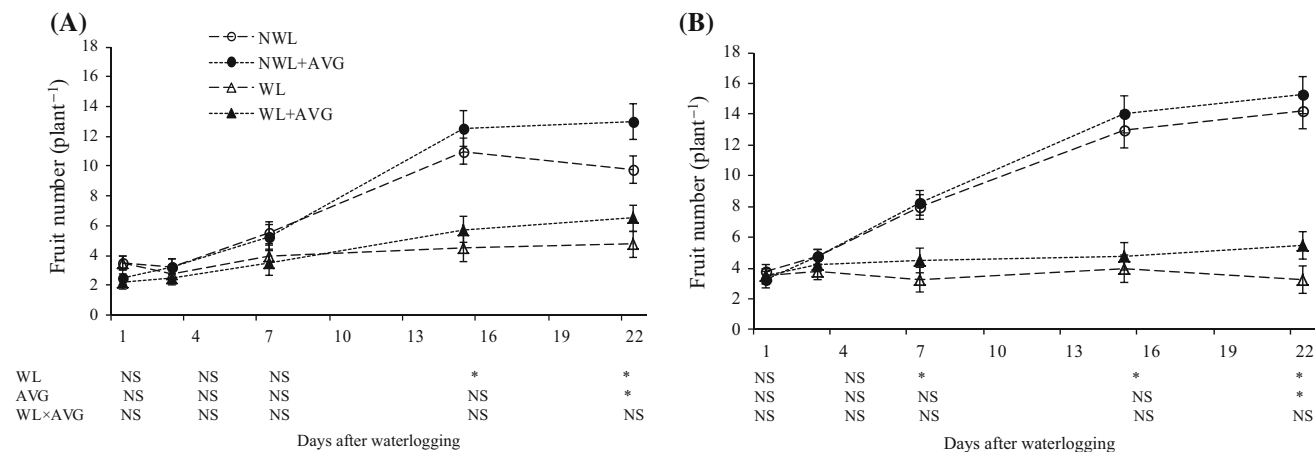 (A)
NWL
NWL+AVG
WL
WL+AVG
Fruit number (plant⁻¹)
18
16
14
12
10
8
6
4
2
0
1 4 7 10 13 16 19 22
WL NS NS NS * *
AVG NS NS NS NS *
WL×AVG NS NS NS NS NS
Days after waterlogging
(B)
Fruit number (plant⁻¹)
18
16
14
12
10
8
6
4
2
0
1 4 7 10 13 16 19 22
NS NS * * *
NS NS NS NS *
NS NS NS NS NS
Days after waterlogging